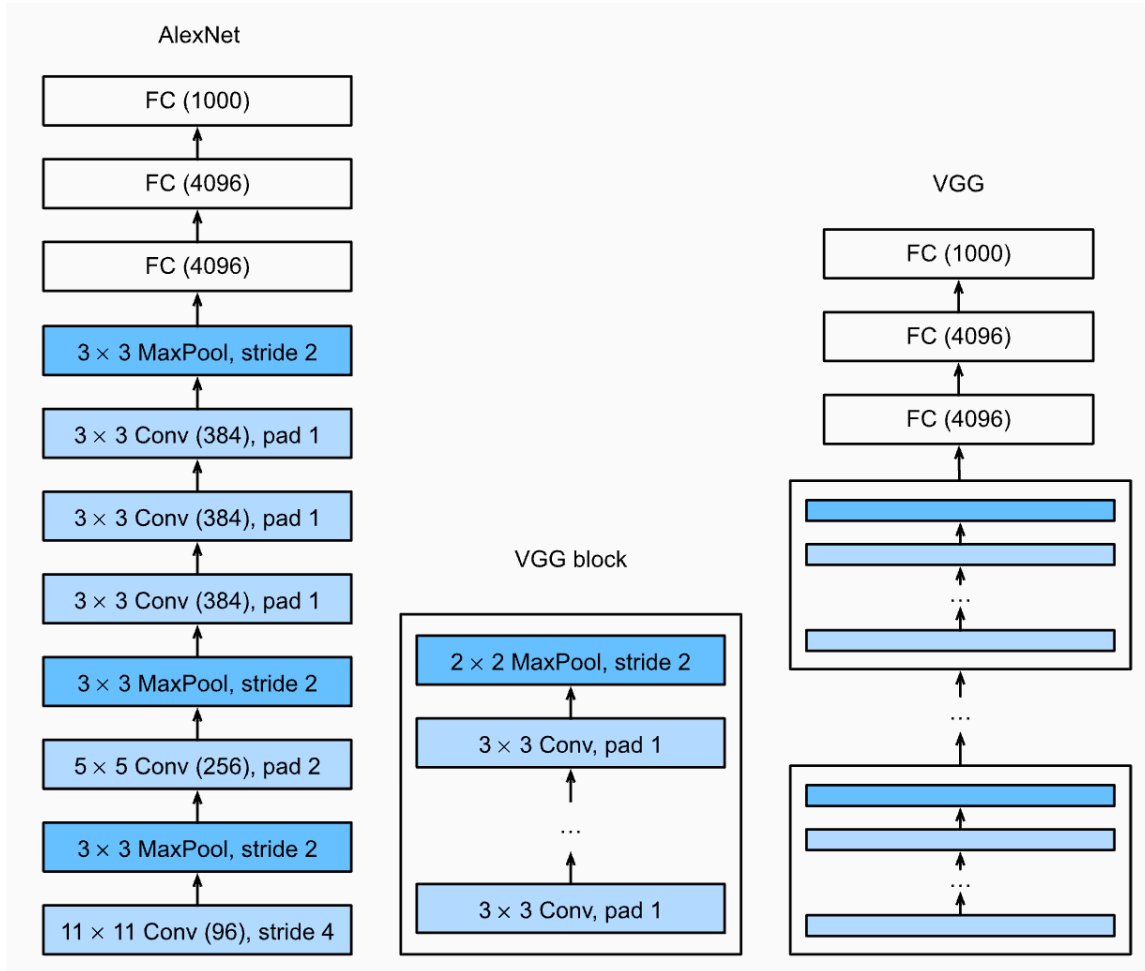 AlexNet
FC (1000)
FC (4096)
FC (4096)
3 × 3 MaxPool, stride 2
3 × 3 Conv (384), pad 1
3 × 3 Conv (384), pad 1
3 × 3 Conv (384), pad 1
3 × 3 MaxPool, stride 2
5 × 5 Conv (256), pad 2
3 × 3 MaxPool, stride 2
11 × 11 Conv (96), stride 4
VGG block
2 × 2 MaxPool, stride 2
3 × 3 Conv, pad 1
...
3 × 3 Conv, pad 1
VGG
FC (1000)
FC (4096)
FC (4096)
...
...
...